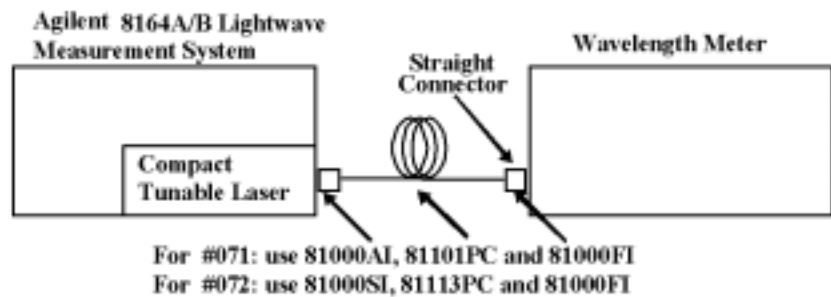 Agilent 8164A/B Lightwave
Measurement System
Wavelength Meter
Straight
Connector
Compact
Tunable Laser
For #071: use 81000AI, 81101PC and 81000FI
For #072: use 81000SI, 81113PC and 81000FI